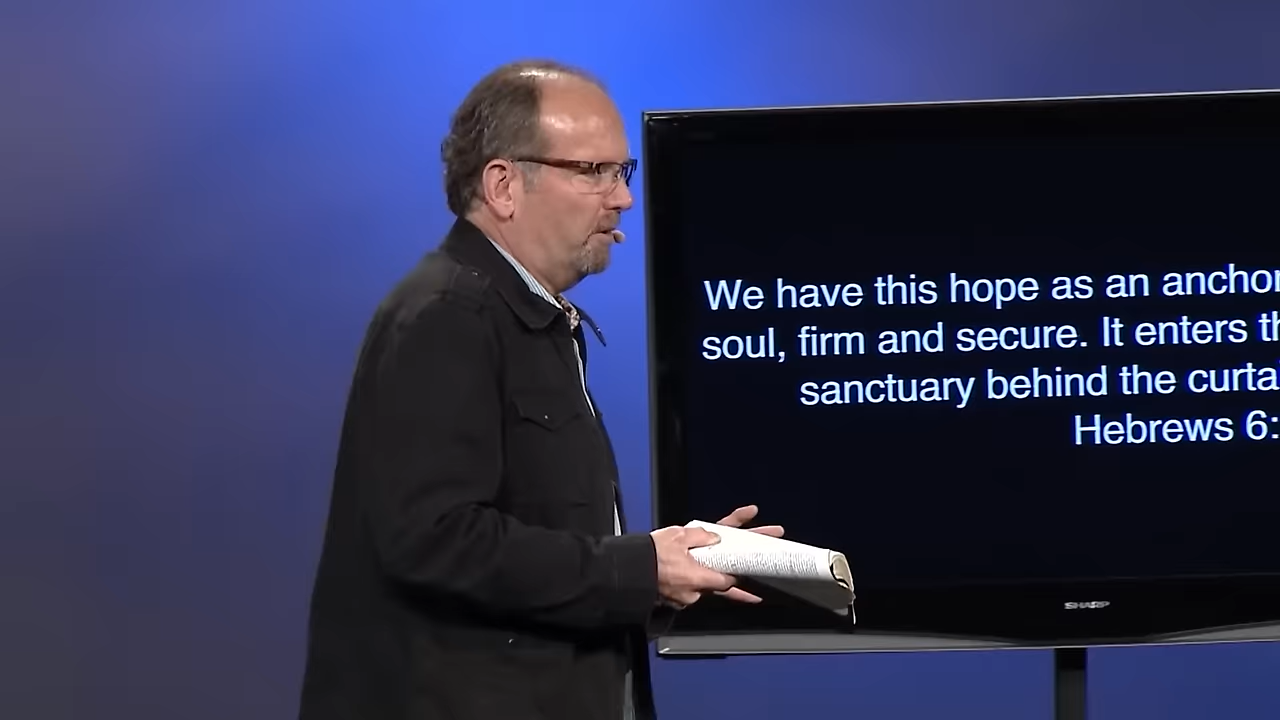 We have this hope as an anchor
soul, firm and secure. It enters th
sanctuary behind the curta
Hebrews 6:
SHARP